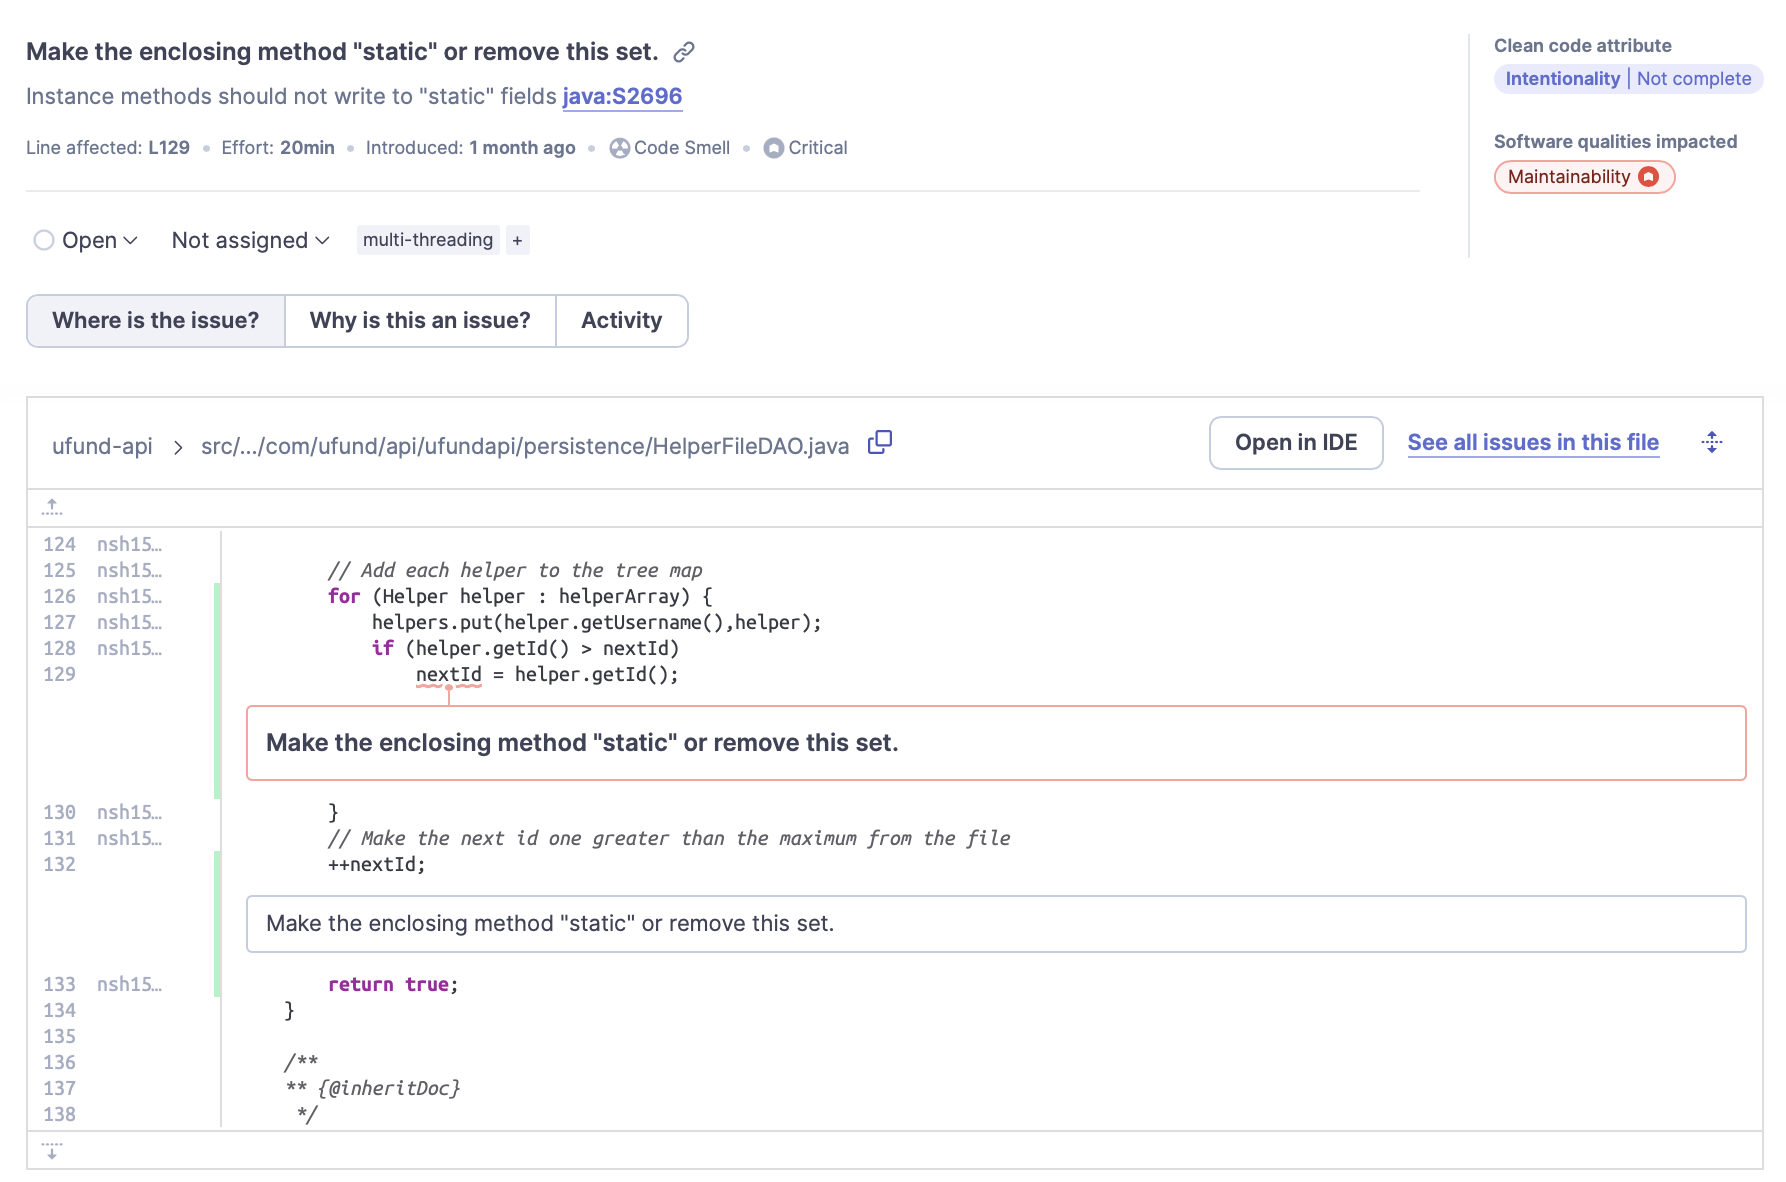 Make the enclosing method "static" or remove this set.
Instance methods should not write to "static" fields java:S2696
Line affected: L129 • Effort: 20min • Introduced: 1 month ago • Code Smell • Critical
Clean code attribute
Intentionality | Not complete
Software qualities impacted
Maintainability
Open Not assigned multi-threading +
Where is the issue? Why is this an issue? Activity
ufund-api > src/.../com/ufund/api/ufundapi/persistence/HelperFileDAO.java Open in IDE See all issues in this file
124 nsh15…
125 nsh15… // Add each helper to the tree map
126 nsh15… for (Helper helper : helperArray) {
127 nsh15… helpers.put(helper.getUsername(),helper);
128 nsh15… if (helper.getId() > nextId)
129 nextId = helper.getId();
Make the enclosing method "static" or remove this set.
130 nsh15… }
131 nsh15… // Make the next id one greater than the maximum from the file
132 ++nextId;
Make the enclosing method "static" or remove this set.
133 nsh15… return true;
134 }
135
136 /**
137 ** {@inheritDoc}
138 */